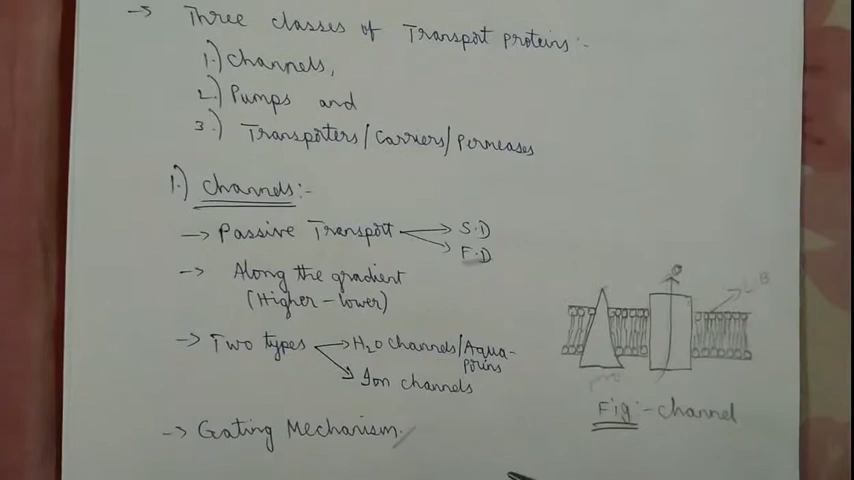 -> Three classes of Transport proteins:-
1.) Channels,
2.) Pumps and
3.) Transporters/Carriers/Permeases
1.) Channels:-
-> Passive Transport
S.D
F.D
-> Along the gradient
(Higher-lower)
-> Two types
H2O channels/Aqua-
porins
Ion channels
-> Gating Mechanism.
L B
Fig:- channel